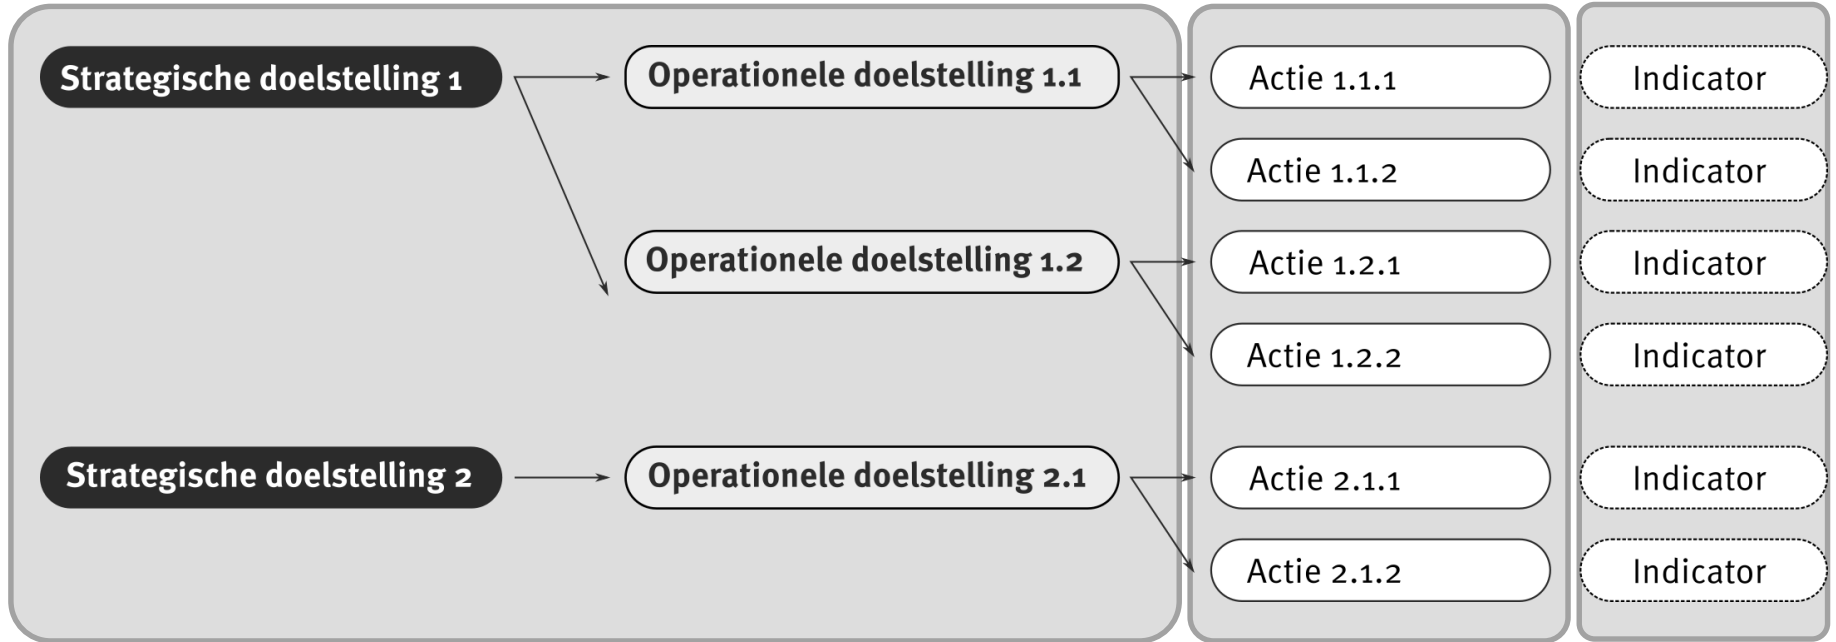 Strategische doelstelling 1
Operationele doelstelling 1.1
Actie 1.1.1
Indicator
Actie 1.1.2
Indicator
Operationele doelstelling 1.2
Actie 1.2.1
Indicator
Actie 1.2.2
Indicator
Strategische doelstelling 2
Operationele doelstelling 2.1
Actie 2.1.1
Indicator
Actie 2.1.2
Indicator